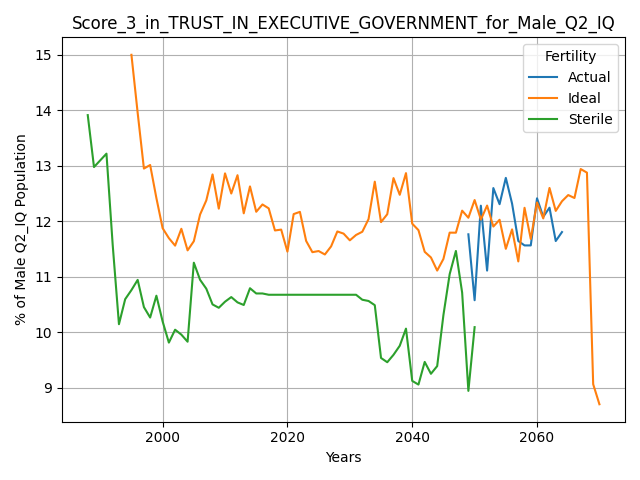 Score_3_in_TRUST_IN_EXECUTIVE_GOVERNMENT_for_Male_Q2_IQ
Fertility
Actual
Ideal
Sterile
% of Male Q2_IQ Population
15
14
13
12
11
10
9
2000 2020 2040 2060
Years